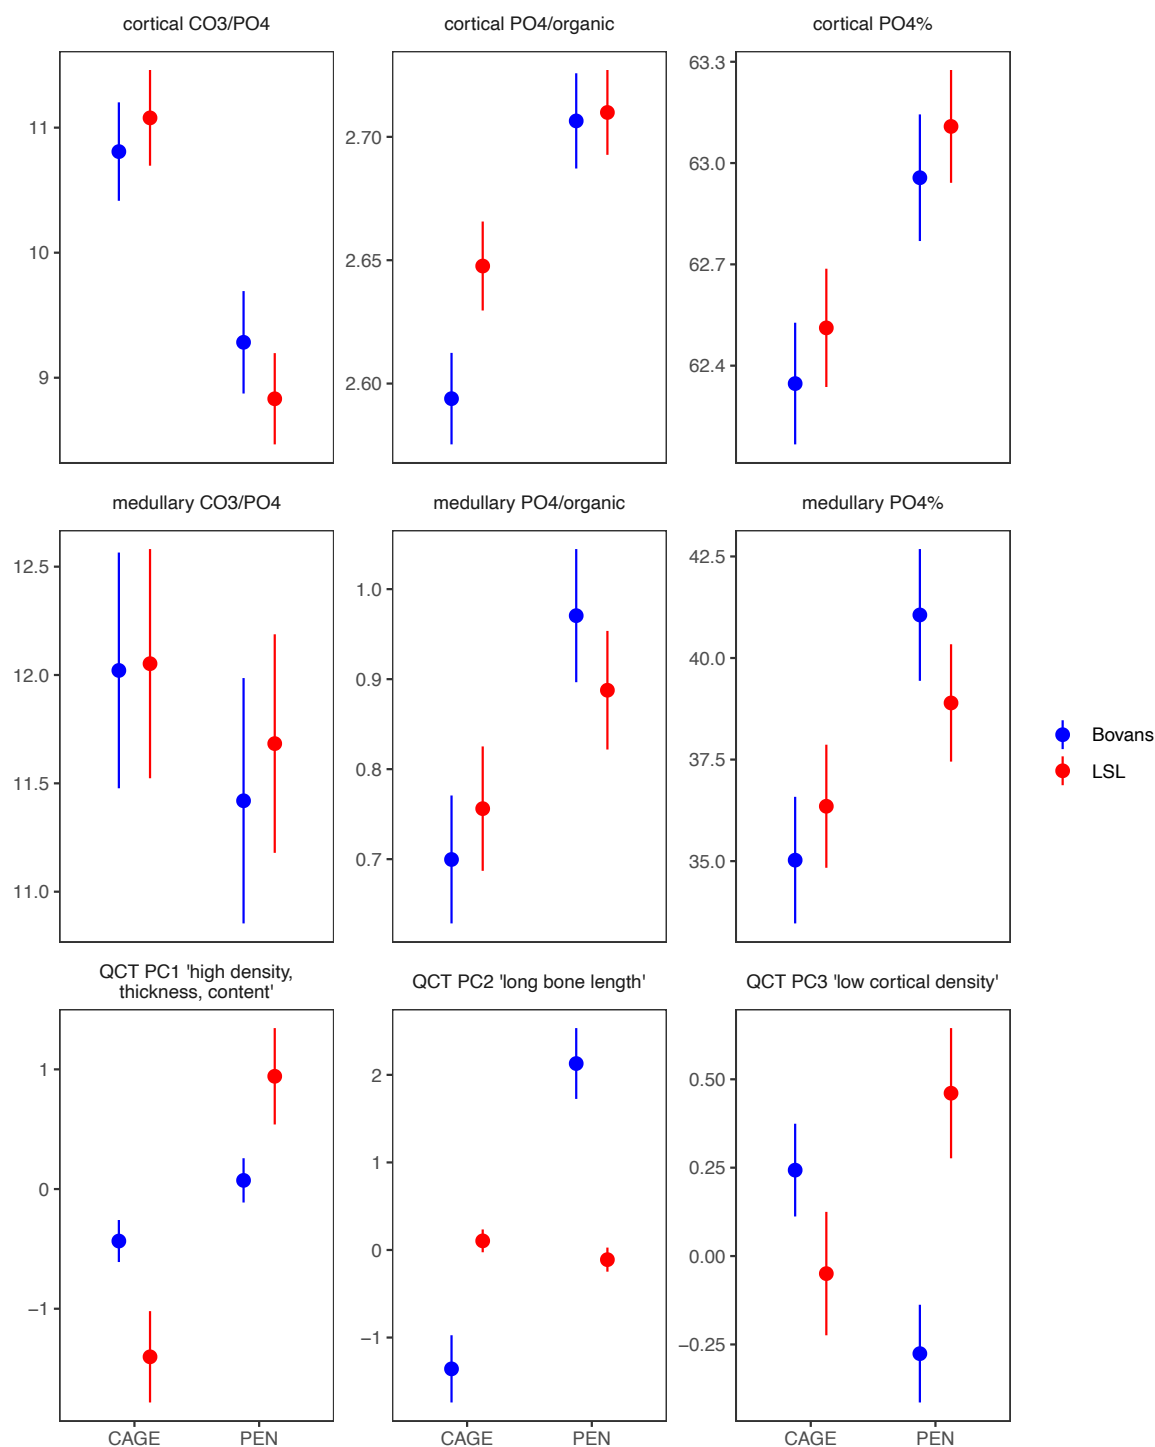 cortical CO3/PO4
cortical PO4/organic
cortical PO4%
11
10
9
2.70
2.65
2.60
63.3
63.0
62.7
62.4
medullary CO3/PO4
medullary PO4/organic
medullary PO4%
12.5
12.0
11.5
11.0
1.0
0.9
0.8
0.7
42.5
40.0
37.5
35.0
Bovans
LSL
QCT PC1 'high density,
thickness, content'
QCT PC2 'long bone length'
QCT PC3 'low cortical density'
1
0
−1
2
1
0
−1
0.50
0.25
0.00
−0.25
CAGE
PEN
CAGE
PEN
CAGE
PEN